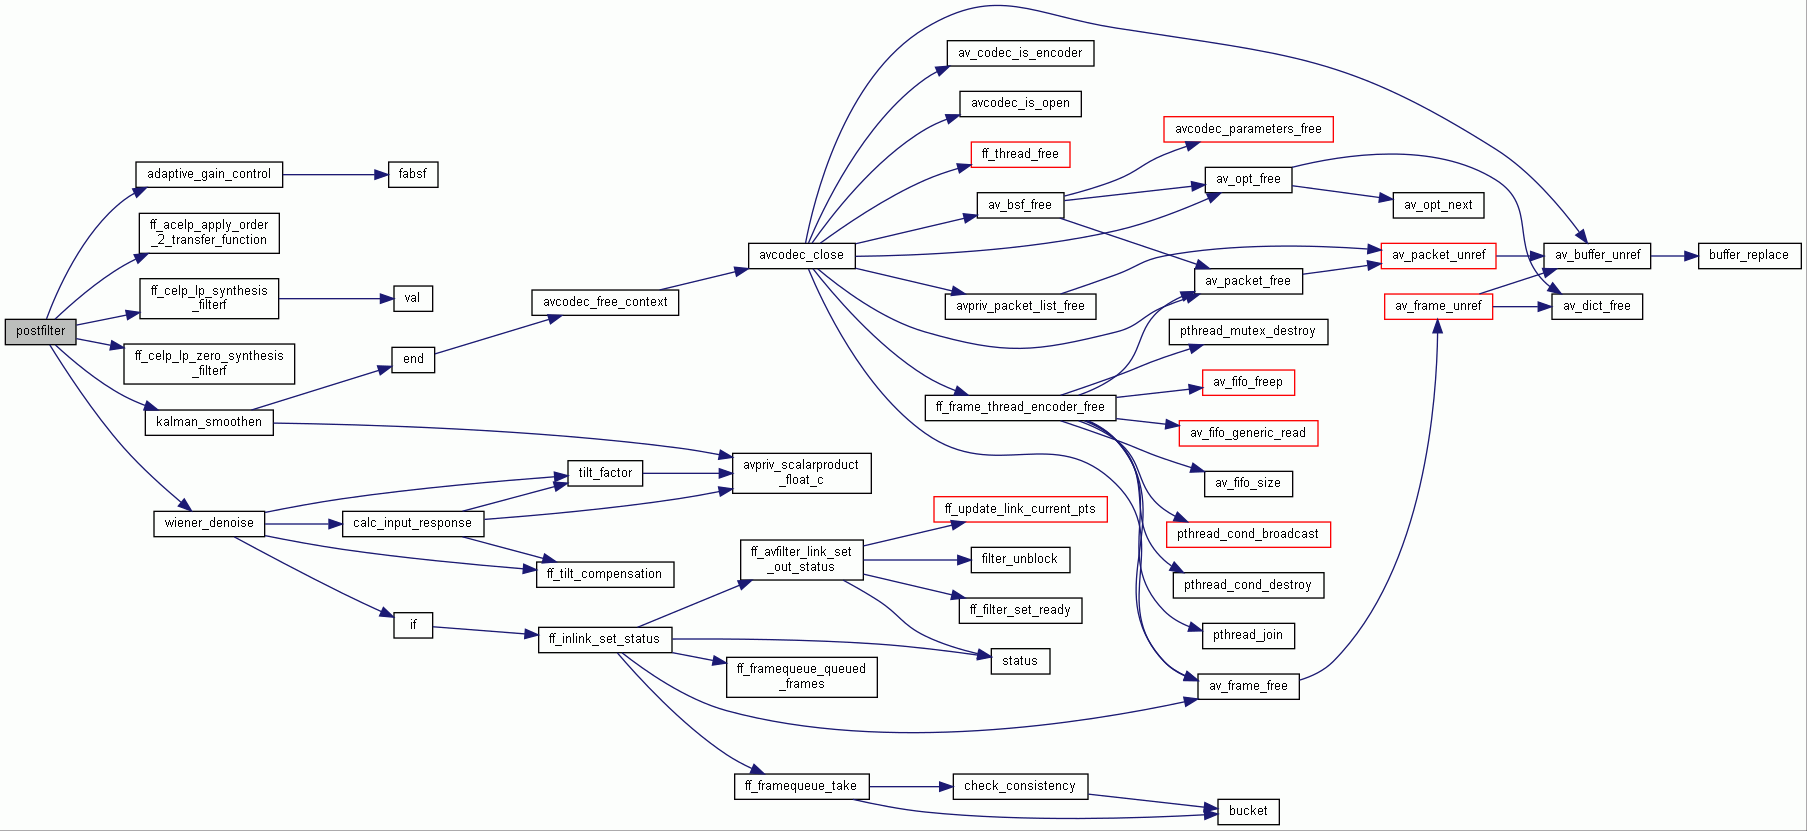 postfilter
adaptive_gain_control
fabsf
ff_acelp_apply_order
_2_transfer_function
ff_celp_lp_synthesis
_filterf
val
ff_celp_lp_zero_synthesis
_filterf
kalman_smoothen
end
avcodec_free_context
avcodec_close
av_codec_is_encoder
avcodec_is_open
ff_thread_free
av_bsf_free
avcodec_parameters_free
av_opt_free
av_opt_next
avpriv_packet_list_free
av_packet_free
av_packet_unref
av_buffer_unref
buffer_replace
av_frame_unref
av_dict_free
pthread_mutex_destroy
ff_frame_thread_encoder_free
av_fifo_freep
av_fifo_generic_read
av_fifo_size
pthread_cond_broadcast
pthread_cond_destroy
pthread_join
av_frame_free
wiener_denoise
tilt_factor
calc_input_response
avpriv_scalarproduct
_float_c
ff_tilt_compensation
if
ff_inlink_set_status
ff_avfilter_link_set
_out_status
ff_update_link_current_pts
filter_unblock
ff_filter_set_ready
status
ff_framequeue_queued
_frames
ff_framequeue_take
check_consistency
bucket